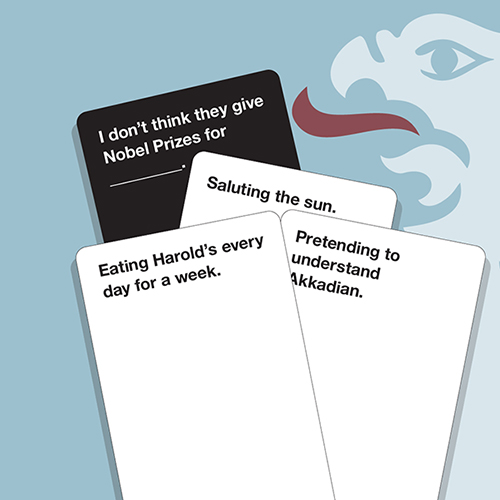 I don't think they give
Nobel Prizes for
__________.
Saluting the sun.
Eating Harold's every
day for a week.
Pretending to
understand
Akkadian.